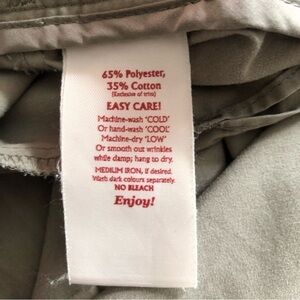 65% Polyester,
35% Cotton
(Exclusive of trim)
EASY CARE!
Machine-wash 'COLD'
Or hand-wash 'COOL'
Machine-dry 'LOW'
Or smooth out wrinkles
while damp; hang to dry.
MEDIUM IRON, if desired.
Wash dark colours separately.
NO BLEACH
Enjoy!